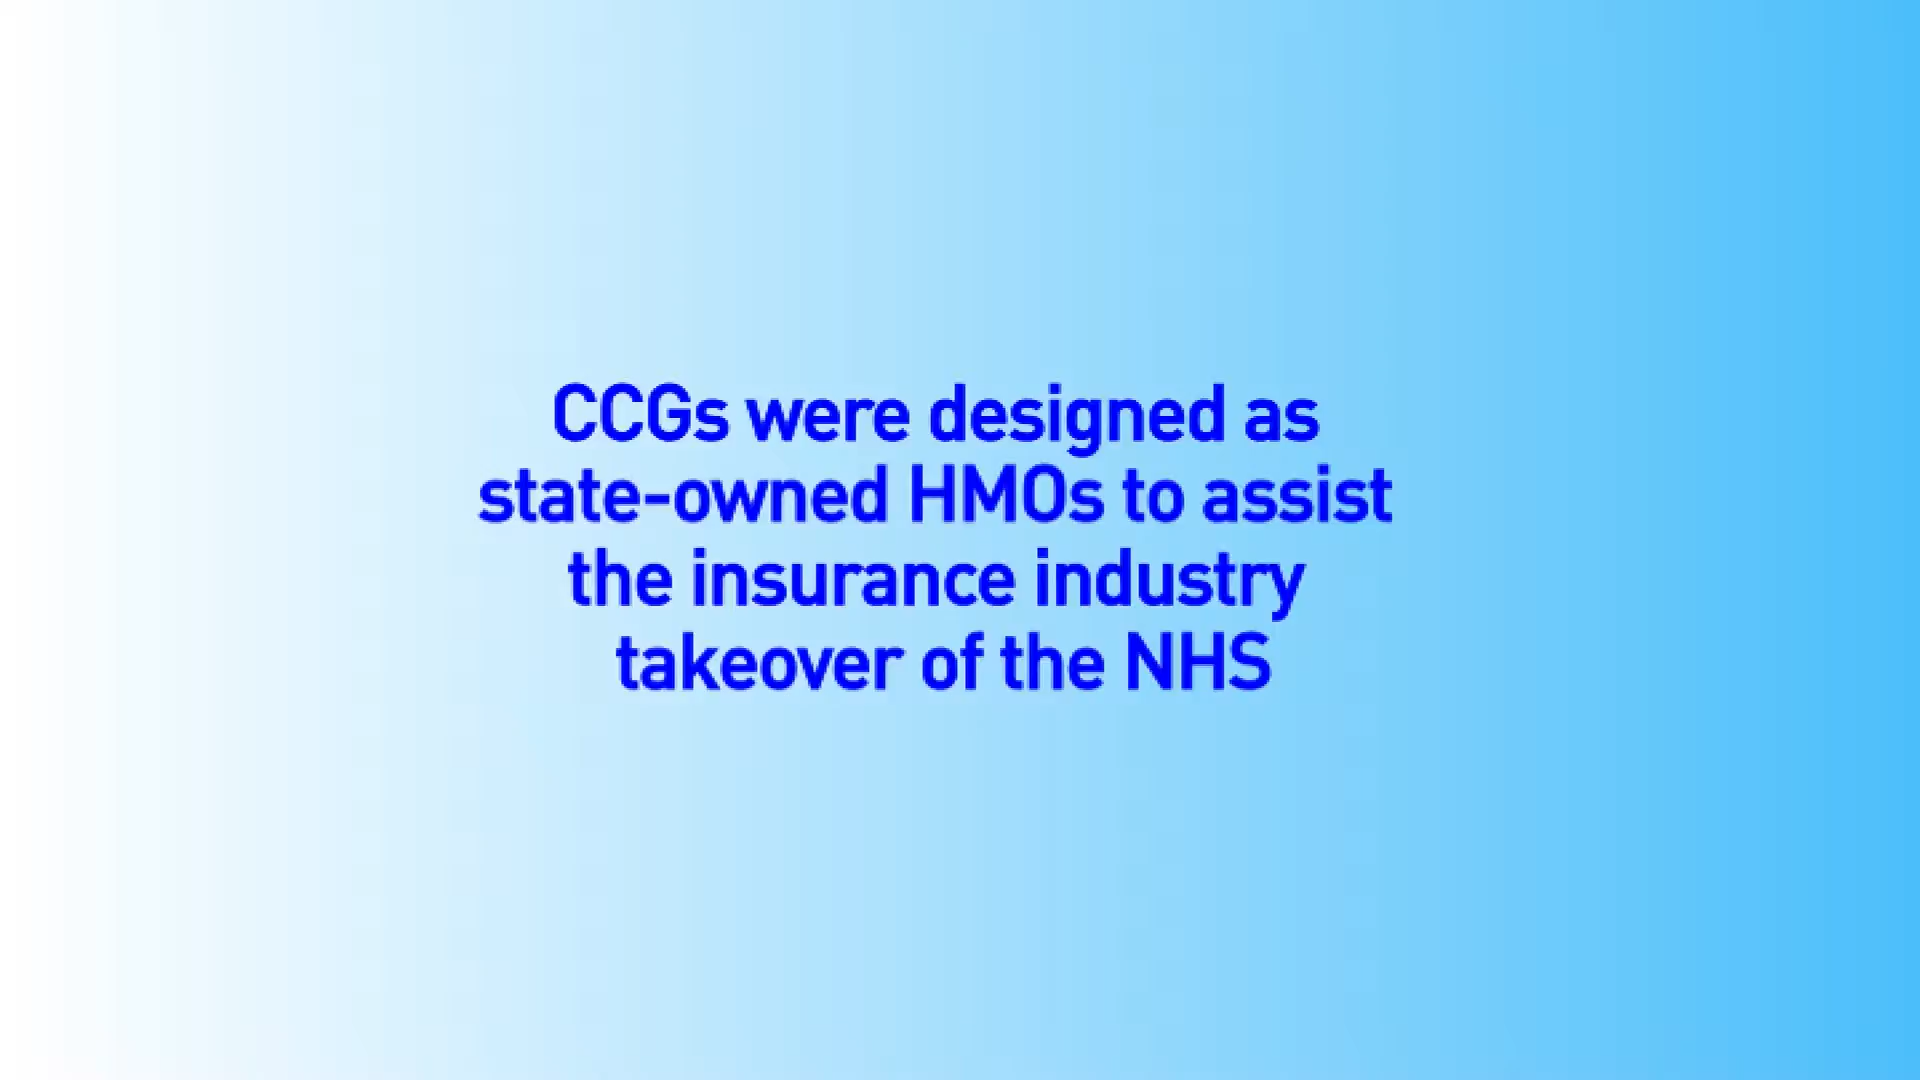 CCGs were designed as
state-owned HMOs to assist
the insurance industry
takeover of the NHS